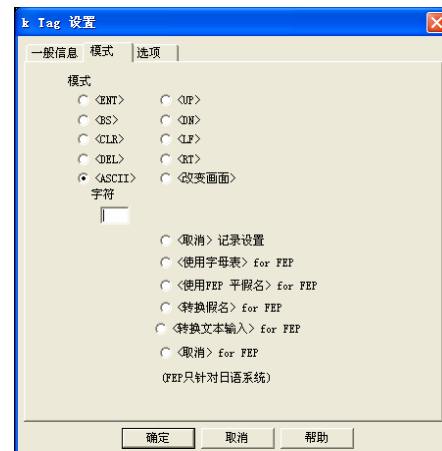 k Tag 设置
一般信息 模式 选项
模式
<ENT> <UP>
<BS> <DN>
<CLR> <LF>
<DEL> <RT>
<ASCII> <改变画面>
字符
<取消> 记录设置
<使用字母表> for FEP
<使用FEP 平假名> for FEP
<转换假名> for FEP
<转换文本输入> for FEP
<取消> for FEP
(FEP只针对日语系统)
确定 取消 帮助